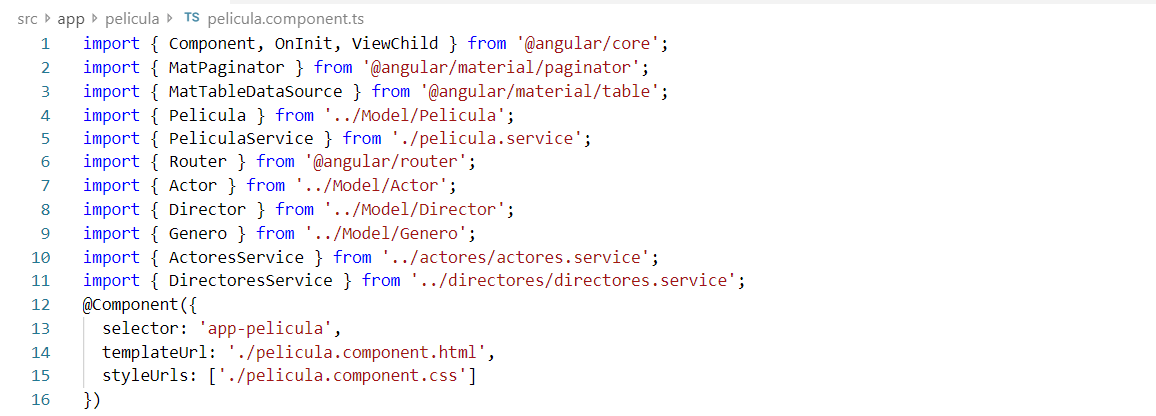 src app pelicula TS pelicula.component.ts
1 import { Component, OnInit, ViewChild } from '@angular/core';
2 import { MatPaginator } from '@angular/material/paginator';
3 import { MatTableDataSource } from '@angular/material/table';
4 import { Pelicula } from '../Model/Pelicula';
5 import { PeliculaService } from './pelicula.service';
6 import { Router } from '@angular/router';
7 import { Actor } from '../Model/Actor';
8 import { Director } from '../Model/Director';
9 import { Genero } from '../Model/Genero';
10 import { ActoresService } from '../actores/actores.service';
11 import { DirectoresService } from '../directores/directores.service';
12 @Component({
13   selector: 'app-pelicula',
14   templateUrl: './pelicula.component.html',
15   styleUrls: ['./pelicula.component.css']
16 })